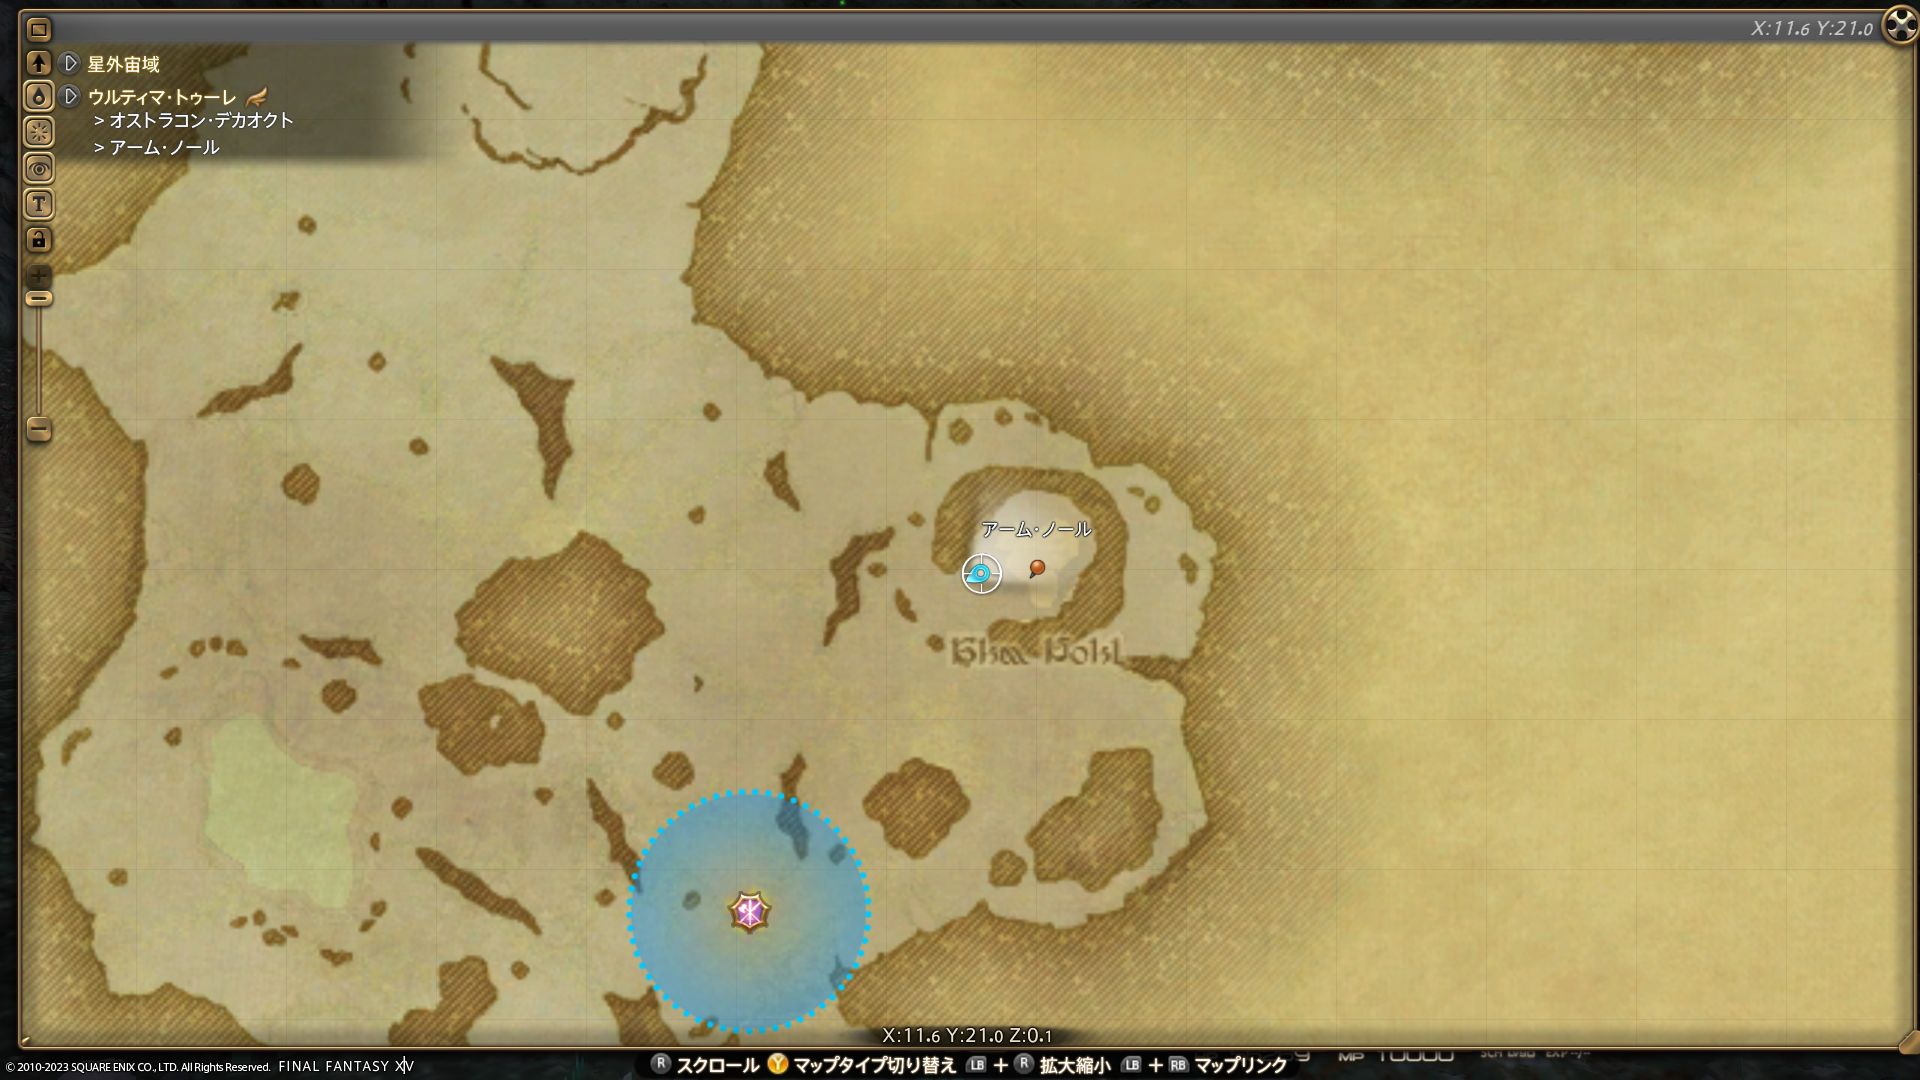 X:11.6 Y:21.0
星外宙域
ウルティマ・トゥーレ
> オストラコン・デカオクト
> アーム・ノール
T
アーム・ノール
X:11.6 Y:21.0 Z:0.1
R スクロール Y マップタイプ切り替え LB + R 拡大縮小 LB + RB マップリンク
MP 10000
© 2010-2023 SQUARE ENIX CO., LTD. All Rights Reserved. FINAL FANTASY XIV